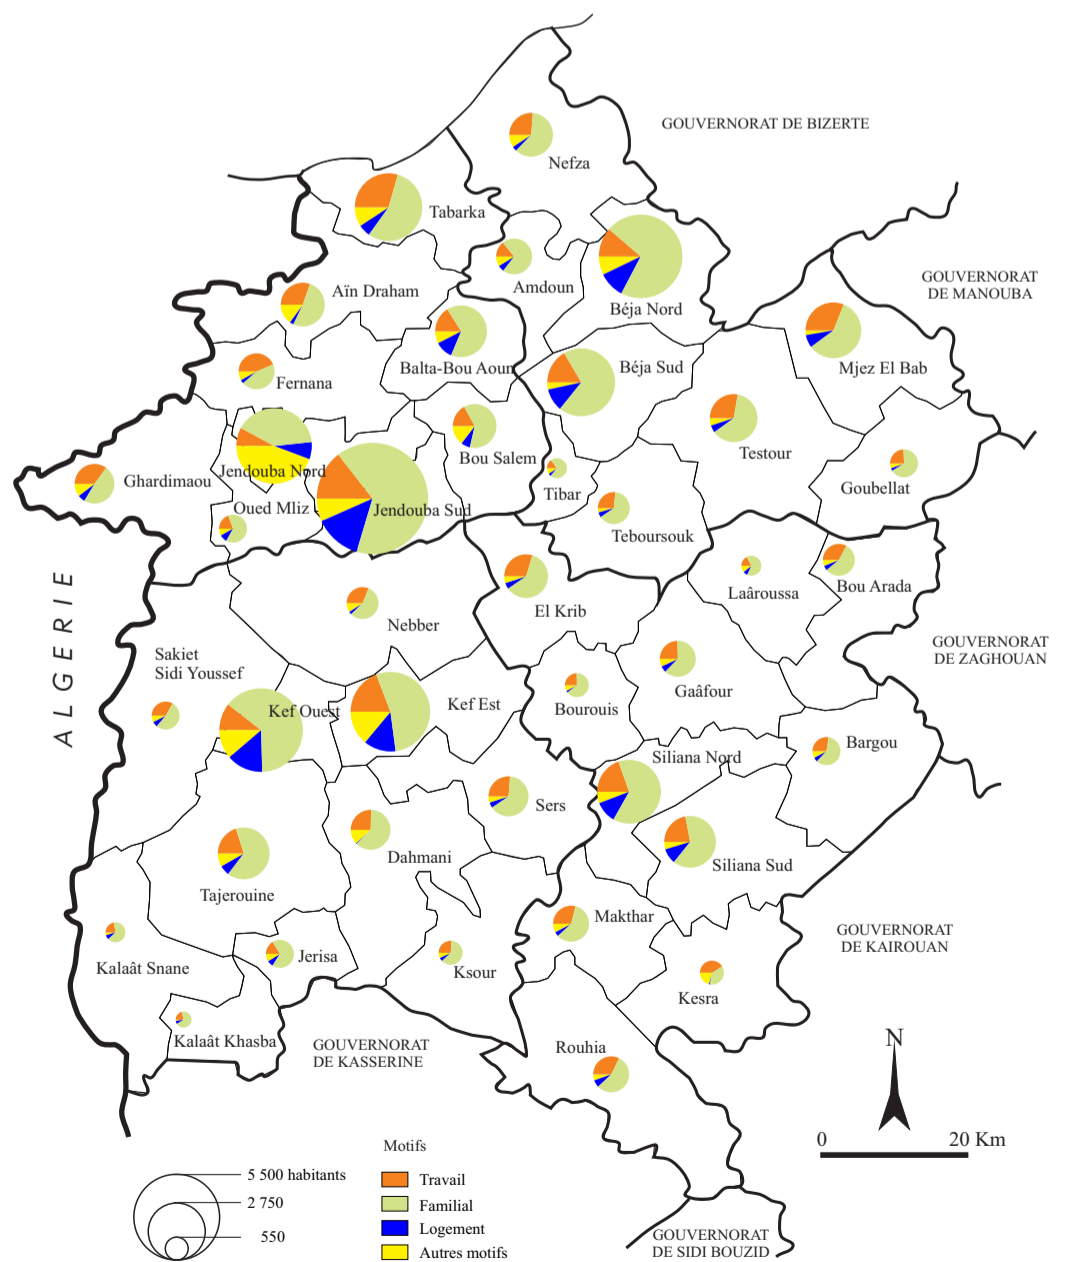 GOUVERNORAT DE BIZERTE
Nefza
Tabarka
GOUVERNORAT
DE MANOUBA
Amdoun
Aïn Draham
Béja Nord
Mjez El Bab
Balta-Bou Aoun
Béja Sud
Fernana
Testour
Bou Salem
Jendouba Nord
Ghardimaou
Goubellat
Tibar
Oued Mliz
Jendouba Sud
Teboursouk
Laâroussa
Bou Arada
El Krib
Nebber
ALGERIE
GOUVERNORAT
DE ZAGHOUAN
Sakiet
Sidi Youssef
Gaâfour
Kef Ouest
Kef Est
Bourouis
Bargou
Siliana Nord
Sers
Dahmani
Siliana Sud
Tajerouine
Makthar
GOUVERNORAT
DE KAIROUAN
Jerisa
Kalaât Snane
Ksour
Kesra
Kalaât Khasba
GOUVERNORAT
DE KASSERINE
Rouhia
N
0 20 Km
Motifs
5 500 habitants
2 750
550
Travail
Familial
Logement
Autres motifs
GOUVERNORAT
DE SIDI BOUZID